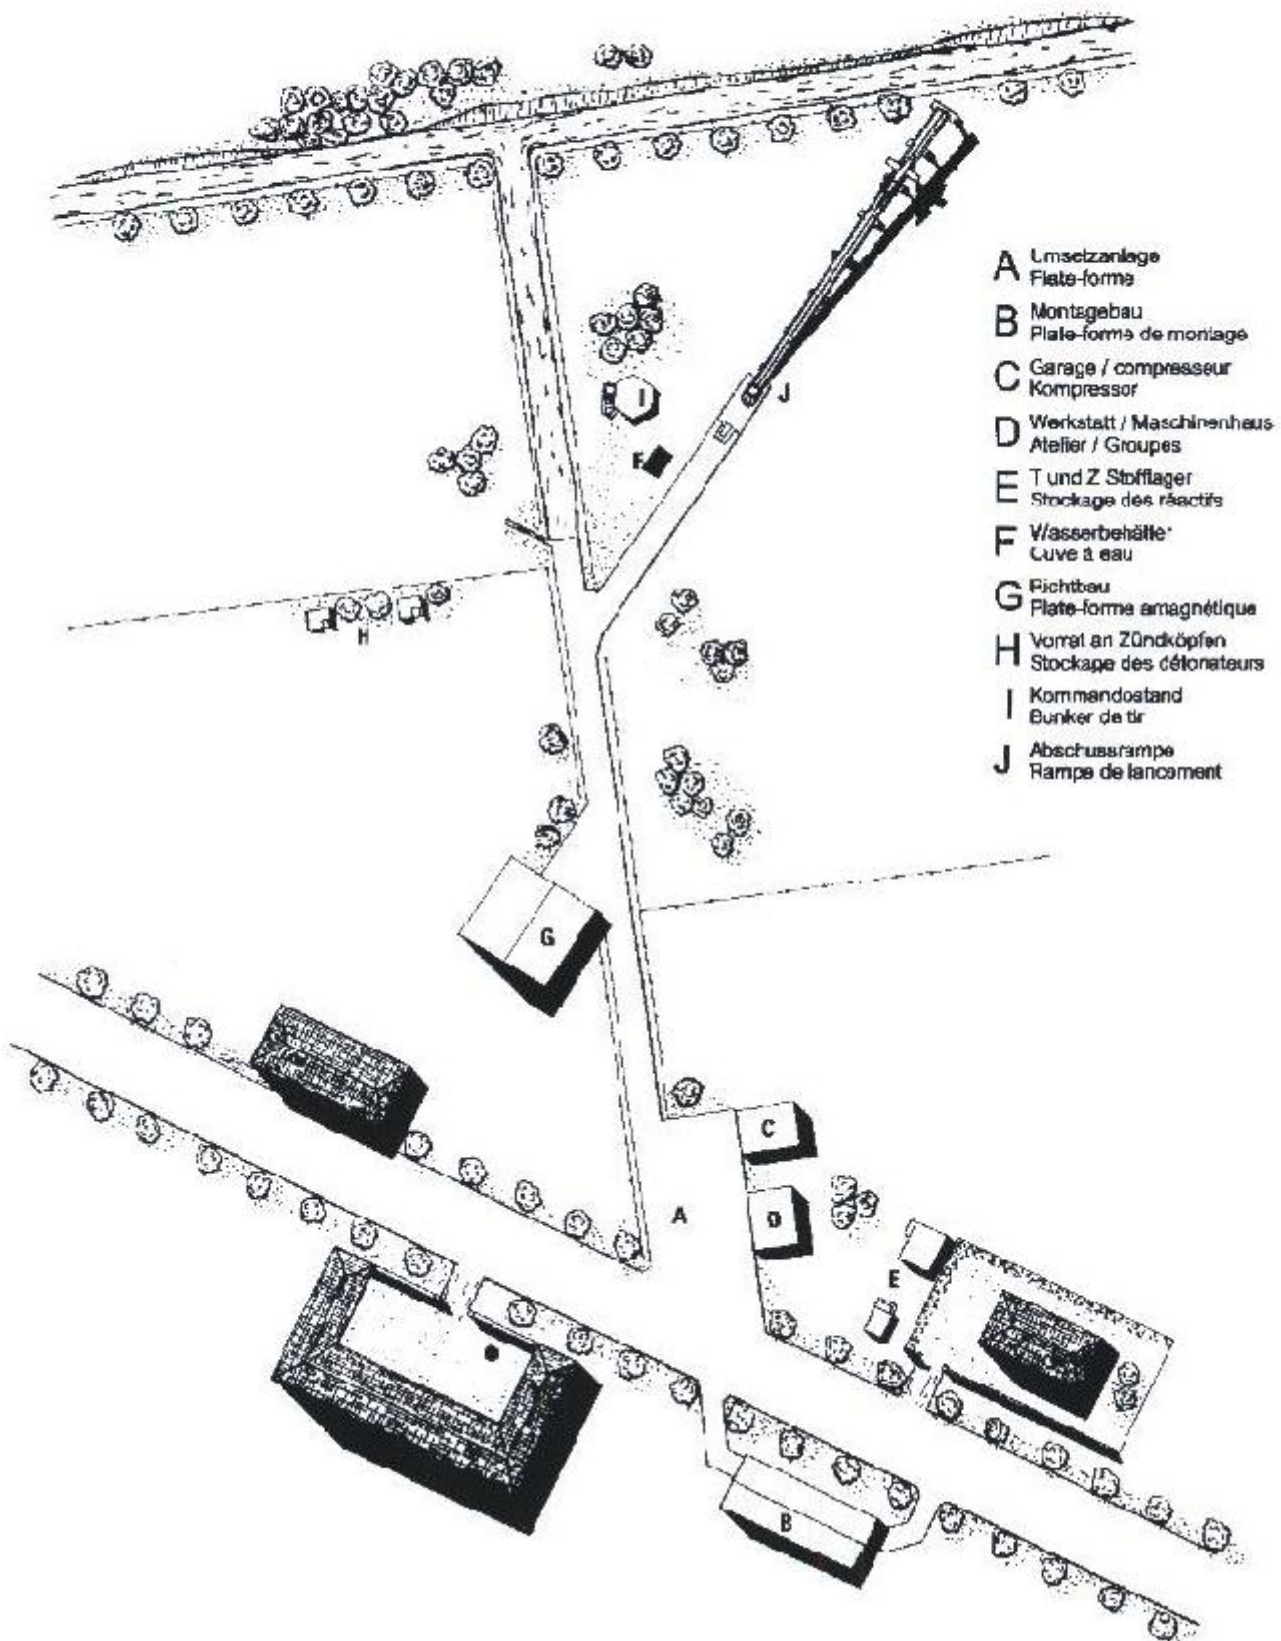 A Umsetzanlage
Plate-forme
B Montagebau
Plate-forme de montage
C Garage / compresseur
Kompressor
D Werkstatt / Maschinenhaus
Atelier / Groupes
E T und Z Stofflager
Stockage des réactifs
F Wasserbehälter
Cuve à eau
G Richtbau
Plate-forme amagnétique
H Vorrat an Zündköpfen
Stockage des détonateurs
I Kommandostand
Bunker de tir
J Abschussrampe
Rampe de lancement
I
J
F
H
G
C
A
D
E
B